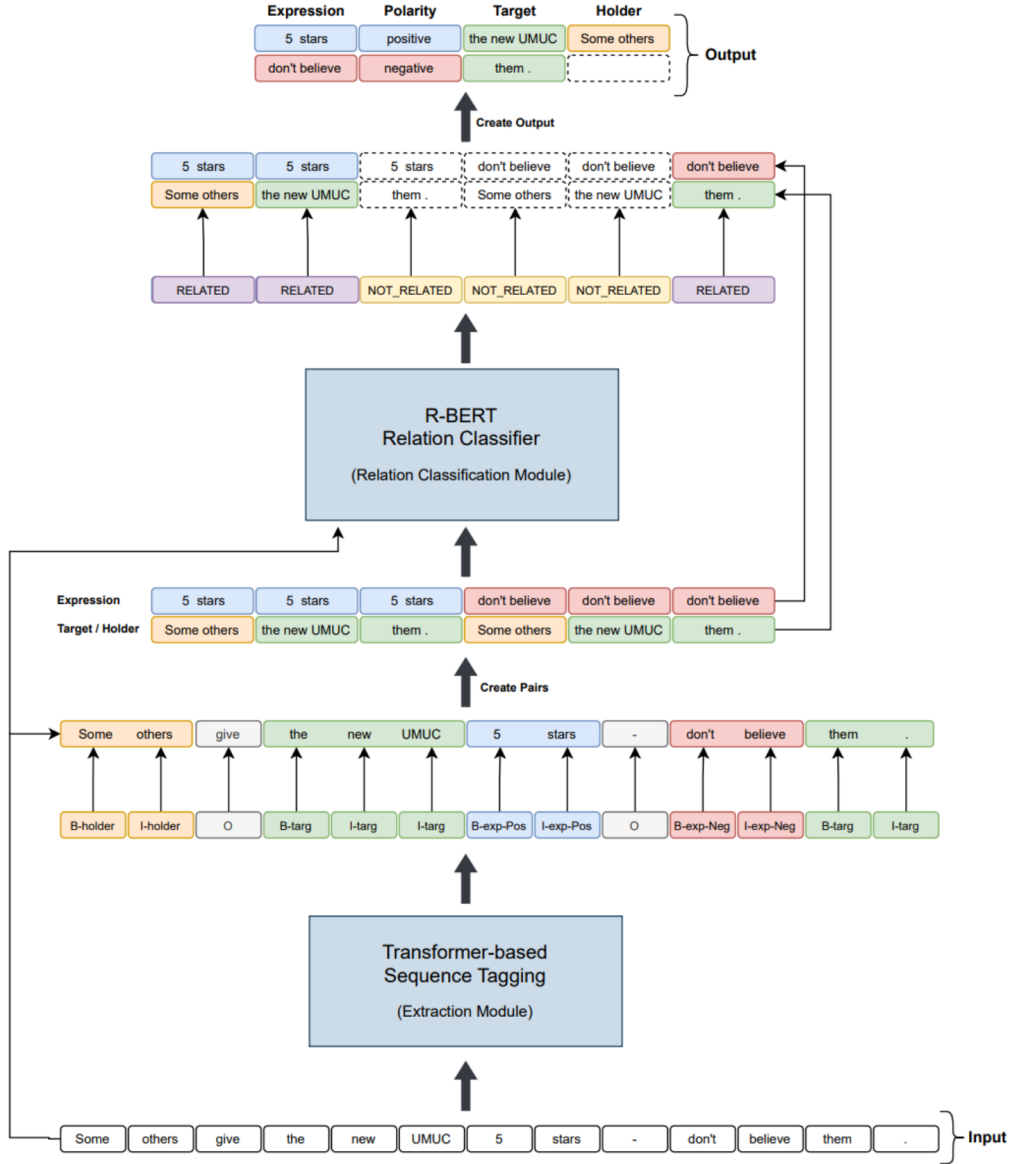 Expression Polarity Target Holder
5 stars positive the new UMUC Some others
don't believe negative them .
Output
Create Output
5 stars 5 stars 5 stars don't believe don't believe don't believe
Some others the new UMUC them . Some others the new UMUC them .
RELATED RELATED NOT_RELATED NOT_RELATED NOT_RELATED RELATED
R-BERT
Relation Classifier
(Relation Classification Module)
Expression 5 stars 5 stars 5 stars don't believe don't believe don't believe
Target / Holder Some others the new UMUC them . Some others the new UMUC them .
Create Pairs
Some others give the new UMUC 5 stars - don't believe them .
B-holder I-holder O B-targ I-targ I-targ B-exp-Pos I-exp-Pos O B-exp-Neg I-exp-Neg B-targ I-targ
Transformer-based
Sequence Tagging
(Extraction Module)
Some others give the new UMUC 5 stars - don't believe them .
Input